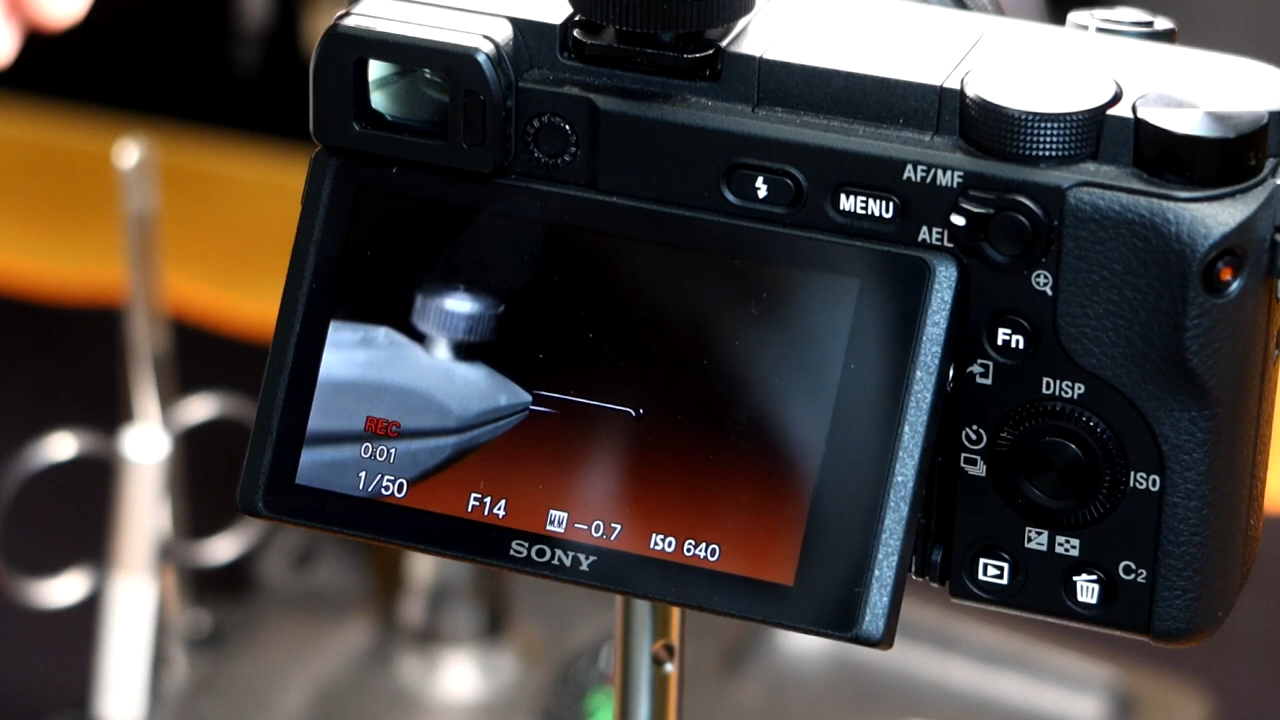 AF/MF
MENU
AEL
Fn
DISP
REC
0:01
1/50
F14
MM −0.7
ISO 640
ISO
SONY
C2